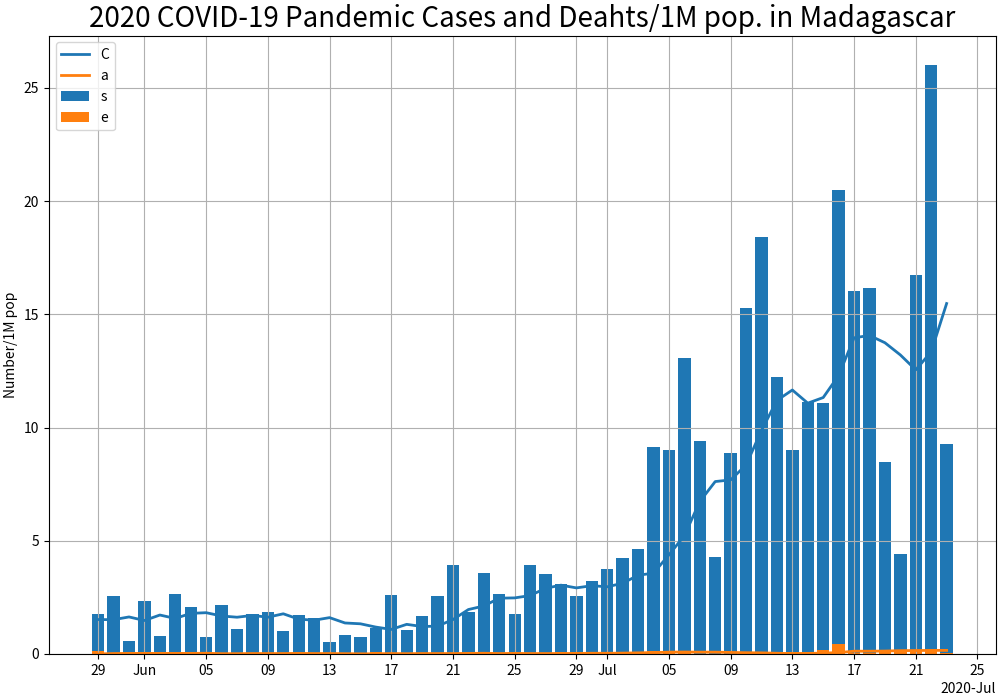 2020 COVID-19 Pandemic Cases and Deahts/1M pop. in Madagascar
C
a
s
e
Number/1M pop
25
20
15
10
5
0
29 Jun 05 09 13 17 21 25 29 Jul 05 09 13 17 21 25
2020-Jul